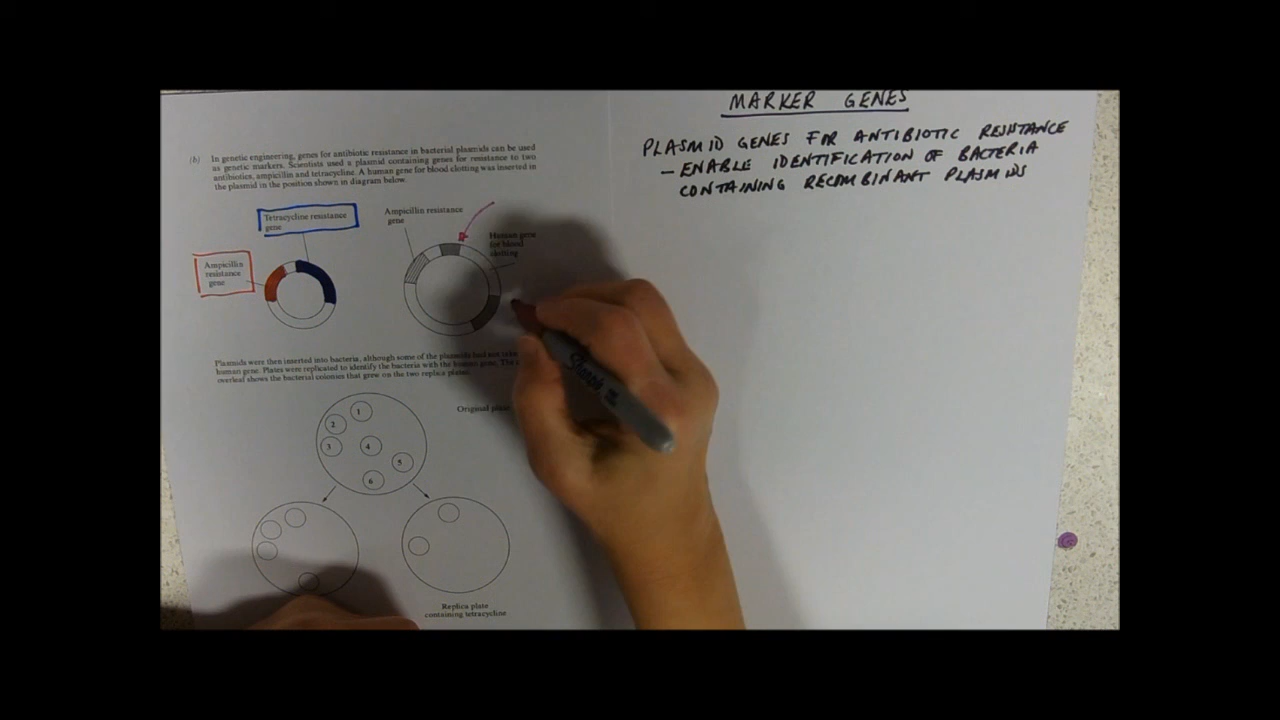 MARKER GENES
PLASMID GENES FOR ANTIBIOTIC RESISTANCE
– ENABLE IDENTIFICATION OF BACTERIA
CONTAINING RECOMBINANT PLASMIDS
(b) In genetic engineering, genes for antibiotic resistance in bacterial plasmids can be used
as genetic markers. Scientists used a plasmid containing genes for resistance to two
antibiotics, ampicillin and tetracycline. A human gene for blood clotting was inserted in
the plasmid in the position shown in diagram below.
Tetracycline resistance
gene
Ampicillin
resistance
gene
Ampicillin resistance
gene
Human gene
for blood
clotting
Plasmids were then inserted into bacteria, although some of the plasmids had not take
human gene. Plates were replicated to identify the bacteria with the human gene. The
overleaf shows the bacterial colonies that grew on the two replica plates.
Original plate
1
2
3
4
5
6
Replica plate
containing tetracycline
Sharpie